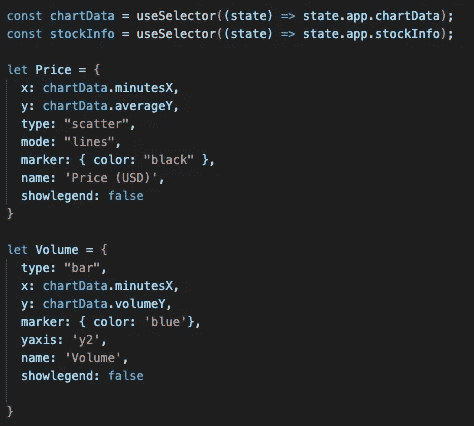 const chartData = useSelector((state) => state.app.chartData);
const stockInfo = useSelector((state) => state.app.stockInfo);
let Price = {
x: chartData.minutesX,
y: chartData.averageY,
type: "scatter",
mode: "lines",
marker: { color: "black" },
name: 'Price (USD)',
showlegend: false
}
let Volume = {
type: "bar",
x: chartData.minutesX,
y: chartData.volumeY,
marker: { color: 'blue'},
yaxis: 'y2',
name: 'Volume',
showlegend: false
}